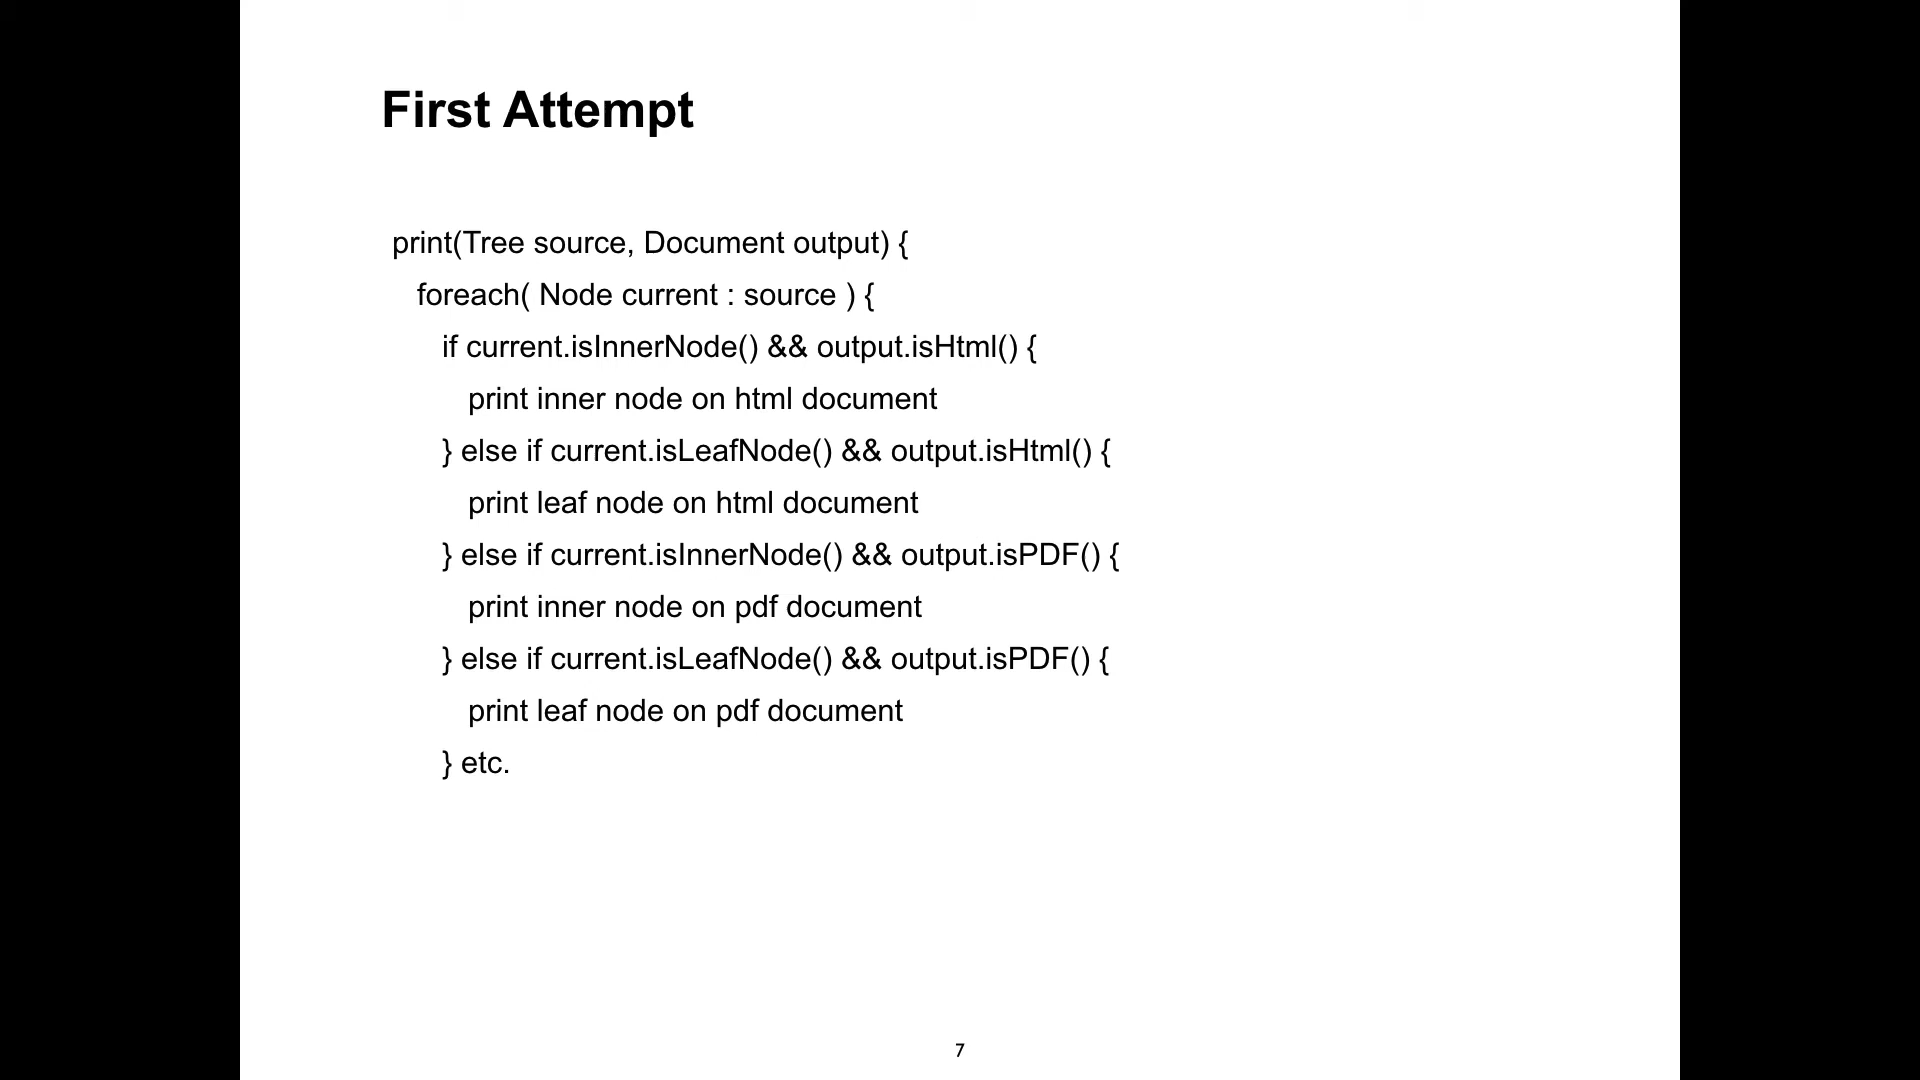 First Attempt
print(Tree source, Document output) {
foreach( Node current : source ) {
if current.isInnerNode() && output.isHtml() {
print inner node on html document
} else if current.isLeafNode() && output.isHtml() {
print leaf node on html document
} else if current.isInnerNode() && output.isPDF() {
print inner node on pdf document
} else if current.isLeafNode() && output.isPDF() {
print leaf node on pdf document
} etc.
7